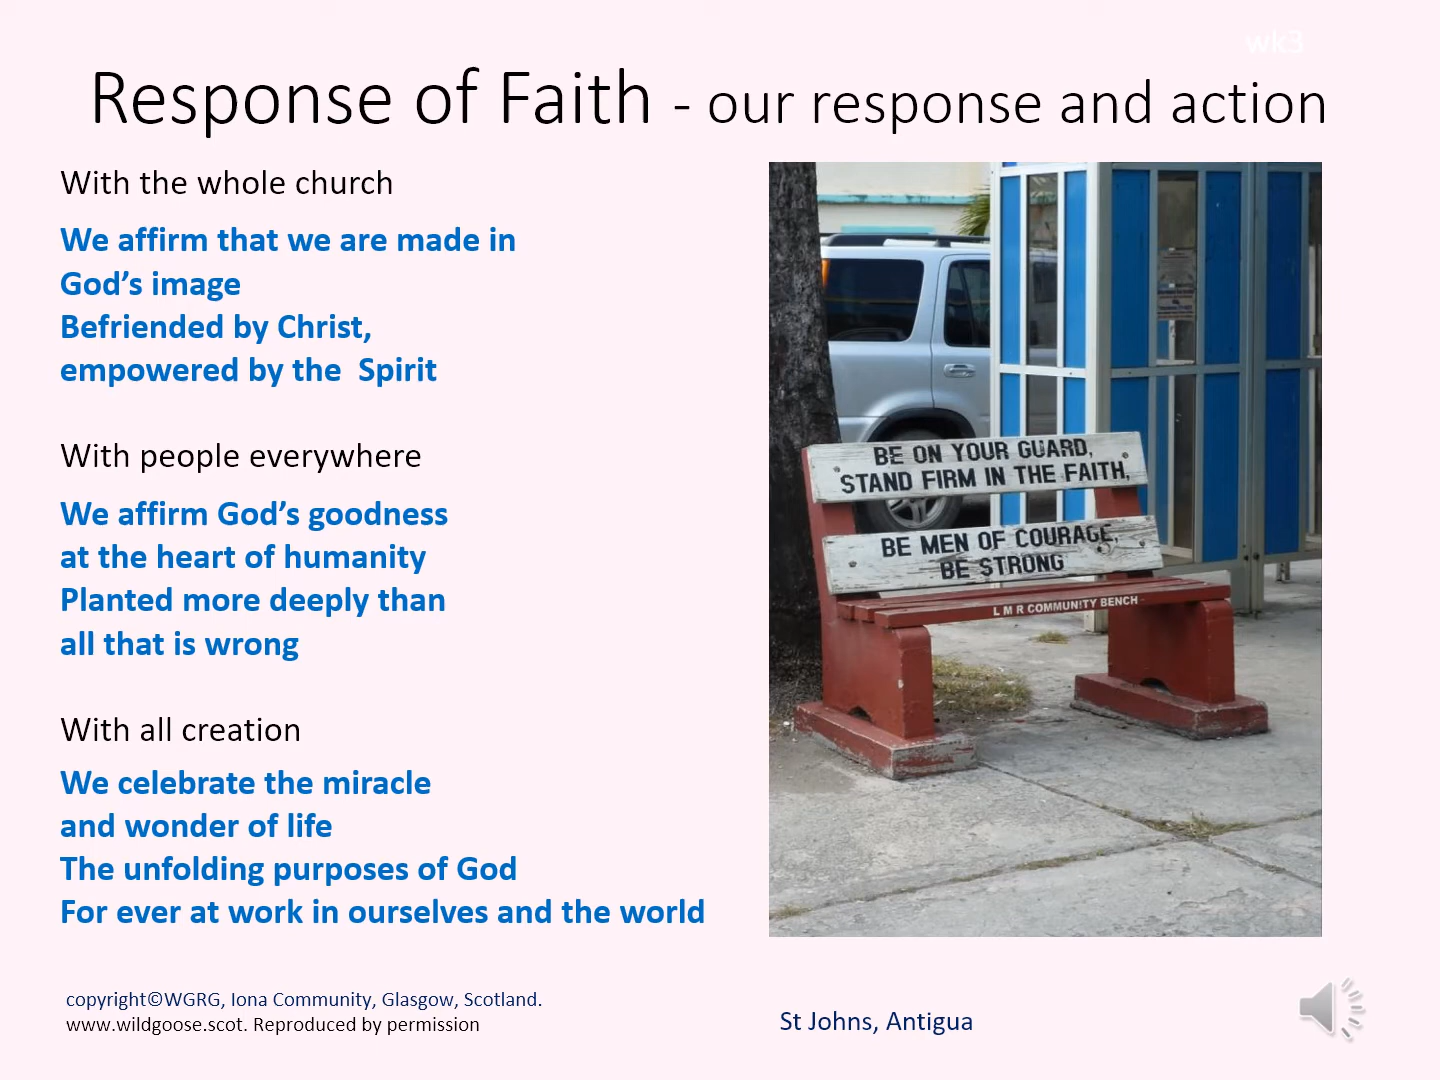 wk3
Response of Faith - our response and action
With the whole church
We affirm that we are made in
God’s image
Befriended by Christ,
empowered by the  Spirit
With people everywhere
We affirm God’s goodness
at the heart of humanity
Planted more deeply than
all that is wrong
With all creation
We celebrate the miracle
and wonder of life
The unfolding purposes of God
For ever at work in ourselves and the world
BE ON YOUR GUARD,
STAND FIRM IN THE FAITH,
BE MEN OF COURAGE,
BE STRONG
L M R COMMUNITY BENCH
copyright©WGRG, Iona Community, Glasgow, Scotland.
www.wildgoose.scot. Reproduced by permission
St Johns, Antigua